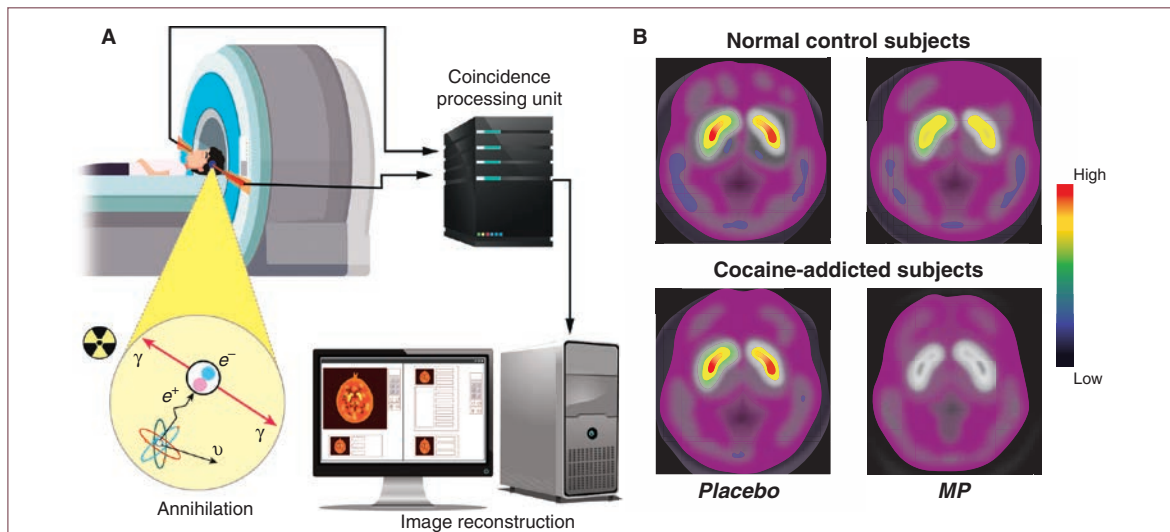 A
Coincidence
processing unit
γ
e⁻
e⁺
γ
υ
Annihilation
Image reconstruction
B
Normal control subjects
Cocaine-addicted subjects
Placebo
MP
High
Low